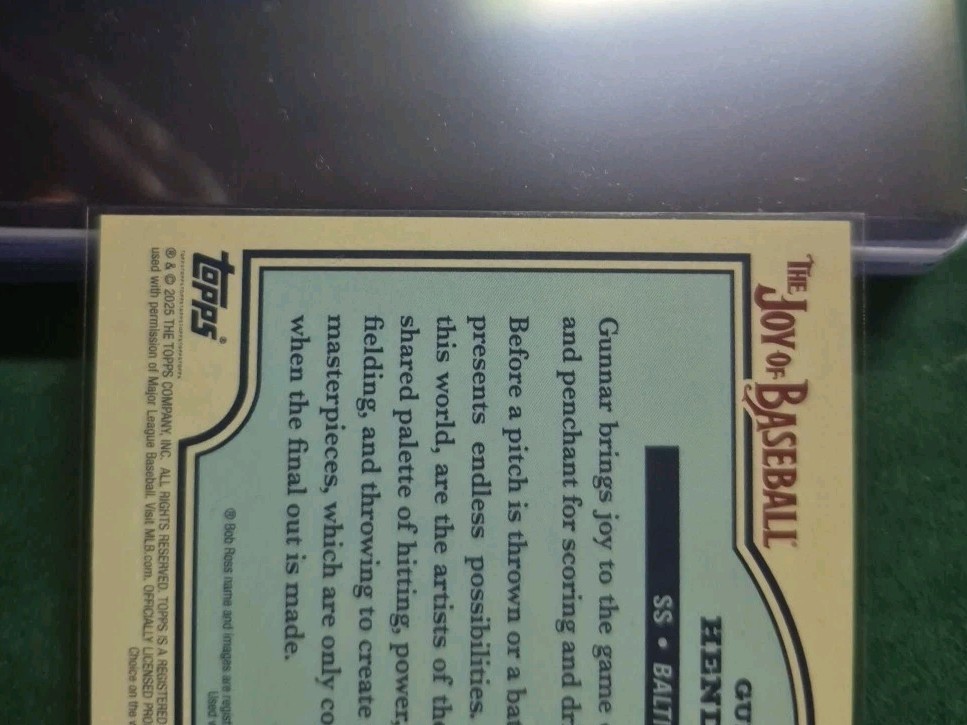 THE JOY OF BASEBALL
GU
HEN
SS • BALTI
Gunnar brings joy to the game
and penchant for scoring and dr
Before a pitch is thrown or a bat
presents endless possibilities.
this world, are the artists of the
shared palette of hitting, power,
fielding, and throwing to create
masterpieces, which are only co
when the final out is made.
® Bob Ross name and images are regist
Used w
topps®
® & © 2025 THE TOPPS COMPANY, INC. ALL RIGHTS RESERVED. TOPPS IS A REGISTERED
used with permission of Major League Baseball. Visit MLB.com. OFFICIALLY LICENSED PRO
Choice on the w